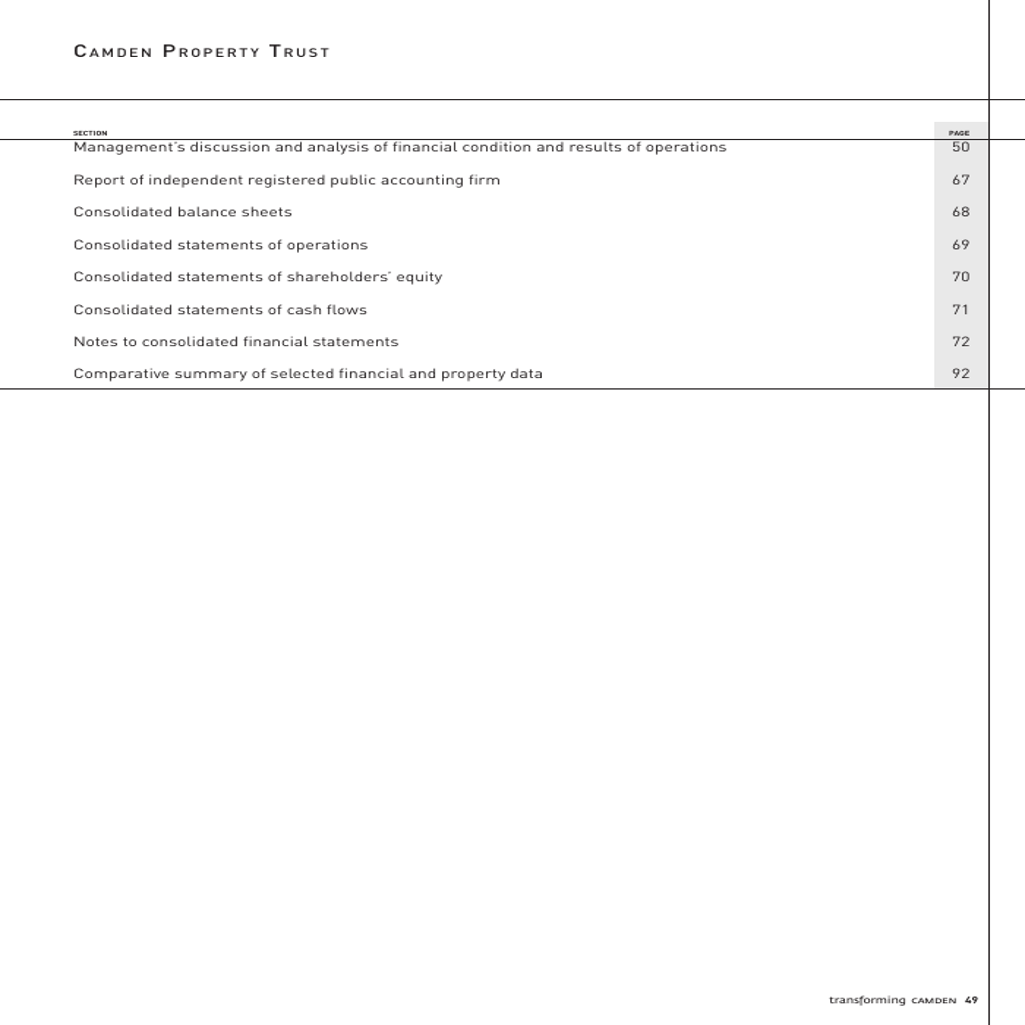 CAMDEN PROPERTY TRUST
SECTION PAGE
Management's discussion and analysis of financial condition and results of operations 50
Report of independent registered public accounting firm 67
Consolidated balance sheets 68
Consolidated statements of operations 69
Consolidated statements of shareholders' equity 70
Consolidated statements of cash flows 71
Notes to consolidated financial statements 72
Comparative summary of selected financial and property data 92
transforming CAMDEN 49